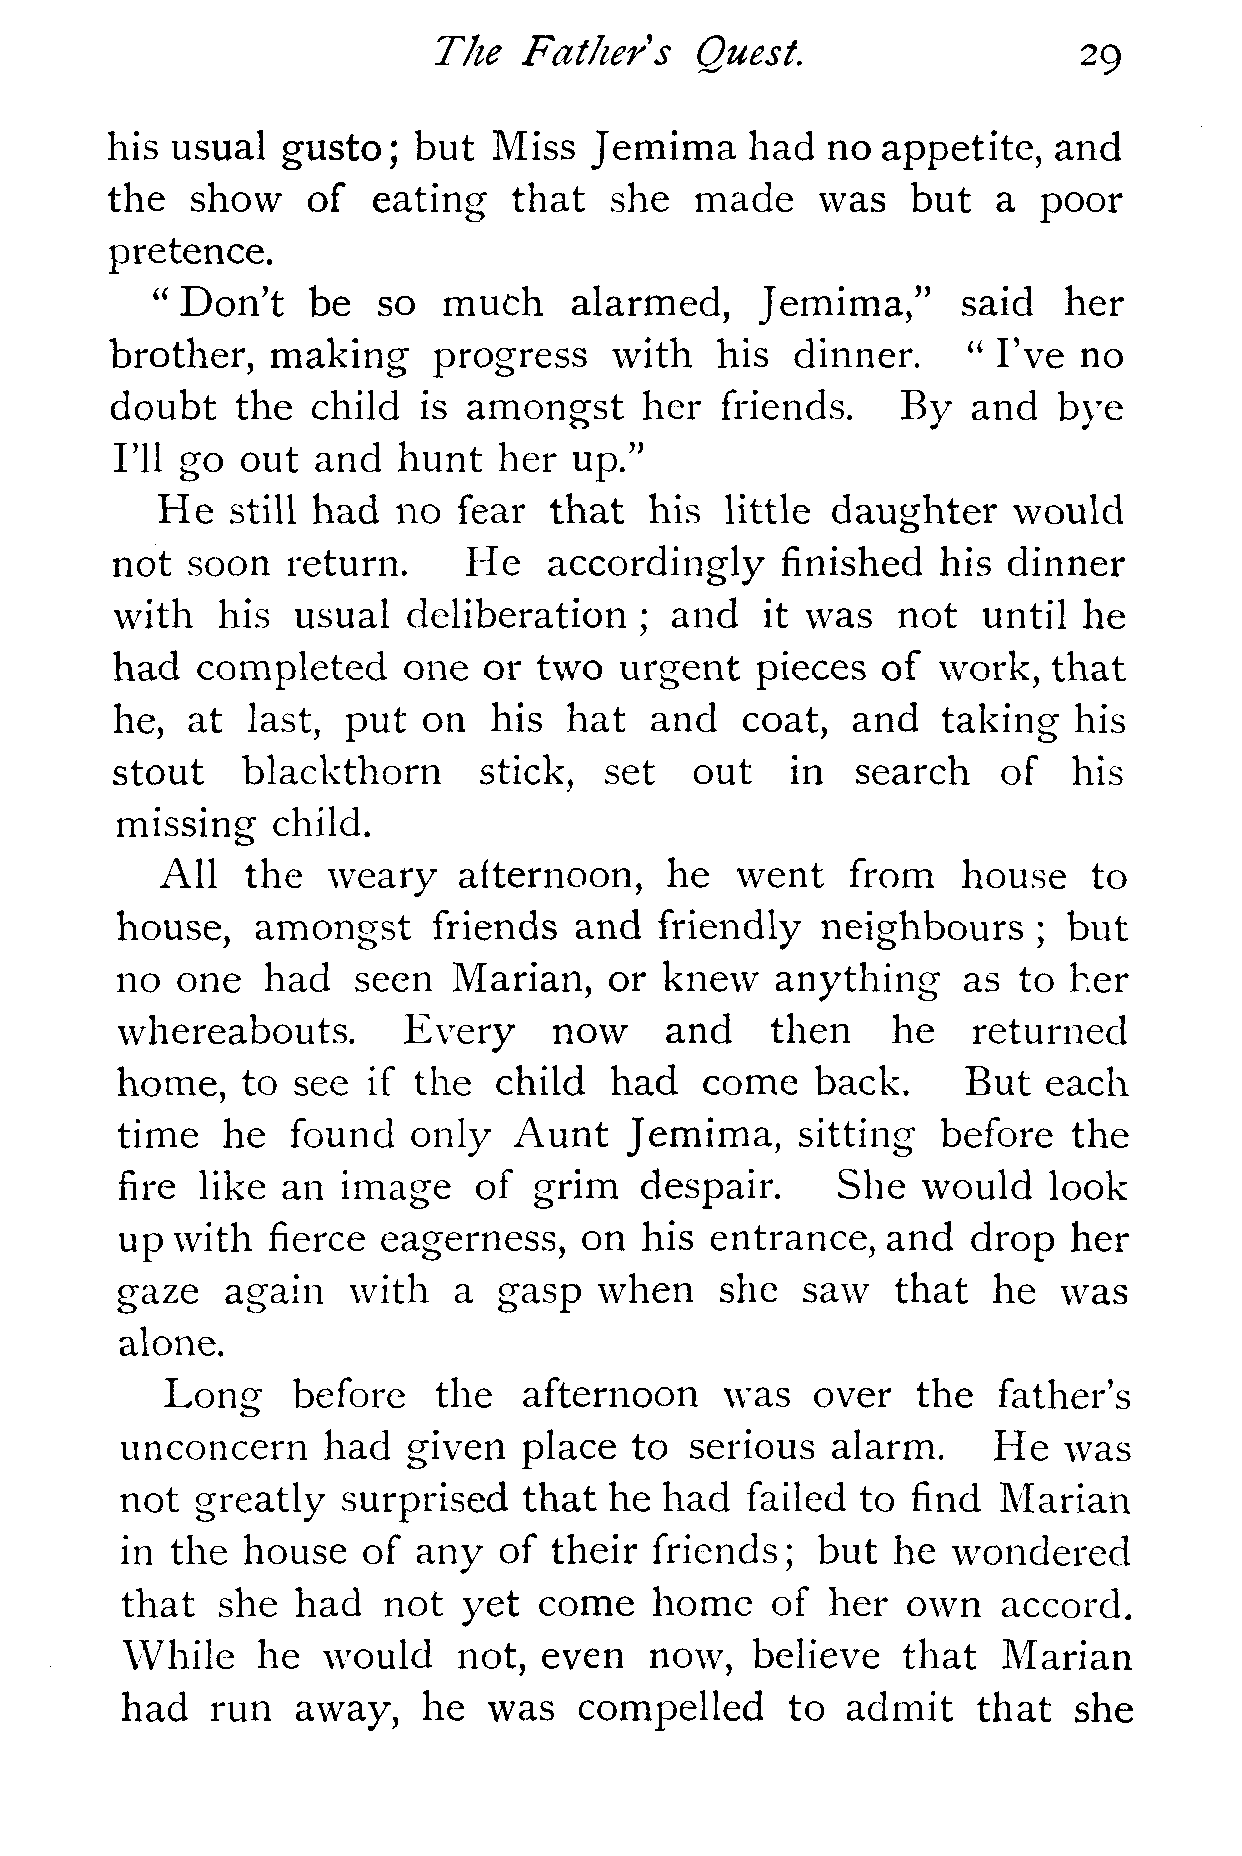 The Father's Quest. 29
his usual gusto; but Miss Jemima had no appetite, and
the show of eating that she made was but a poor
pretence.
" Don't be so much alarmed, Jemima," said her
brother, making progress with his dinner. " I've no
doubt the child is amongst her friends. By and bye
I'll go out and hunt her up."
He still had no fear that his little daughter would
not soon return. He accordingly finished his dinner
with his usual deliberation ; and it was not until he
had completed one or two urgent pieces of work, that
he, at last, put on his hat and coat, and taking his
stout blackthorn stick, set out in search of his
missing child.
All the weary afternoon, he went from house to
house, amongst friends and friendly neighbours ; but
no one had seen Marian, or knew anything as to her
whereabouts. Every now and then he returned
home, to see if the child had come back. But each
time he found only Aunt Jemima, sitting before the
fire like an image of grim despair. She would look
up with fierce eagerness, on his entrance, and drop her
gaze again with a gasp when she saw that he was
alone.
Long before the afternoon was over the father's
unconcern had given place to serious alarm. He was
not greatly surprised that he had failed to find Marian
in the house of any of their friends; but he wondered
that she had not yet come home of her own accord.
While he would not, even now, believe that Marian
had run away, he was compelled to admit that she